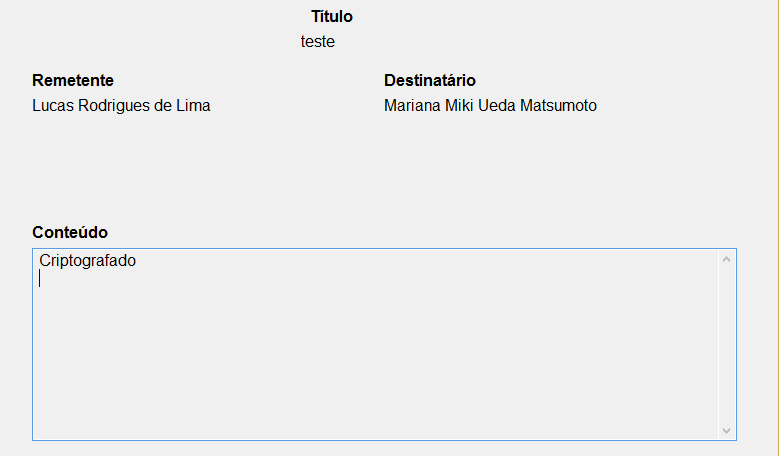 Título
teste
Remetente Destinatário
Lucas Rodrigues de Lima Mariana Miki Ueda Matsumoto
Conteúdo
Criptografado